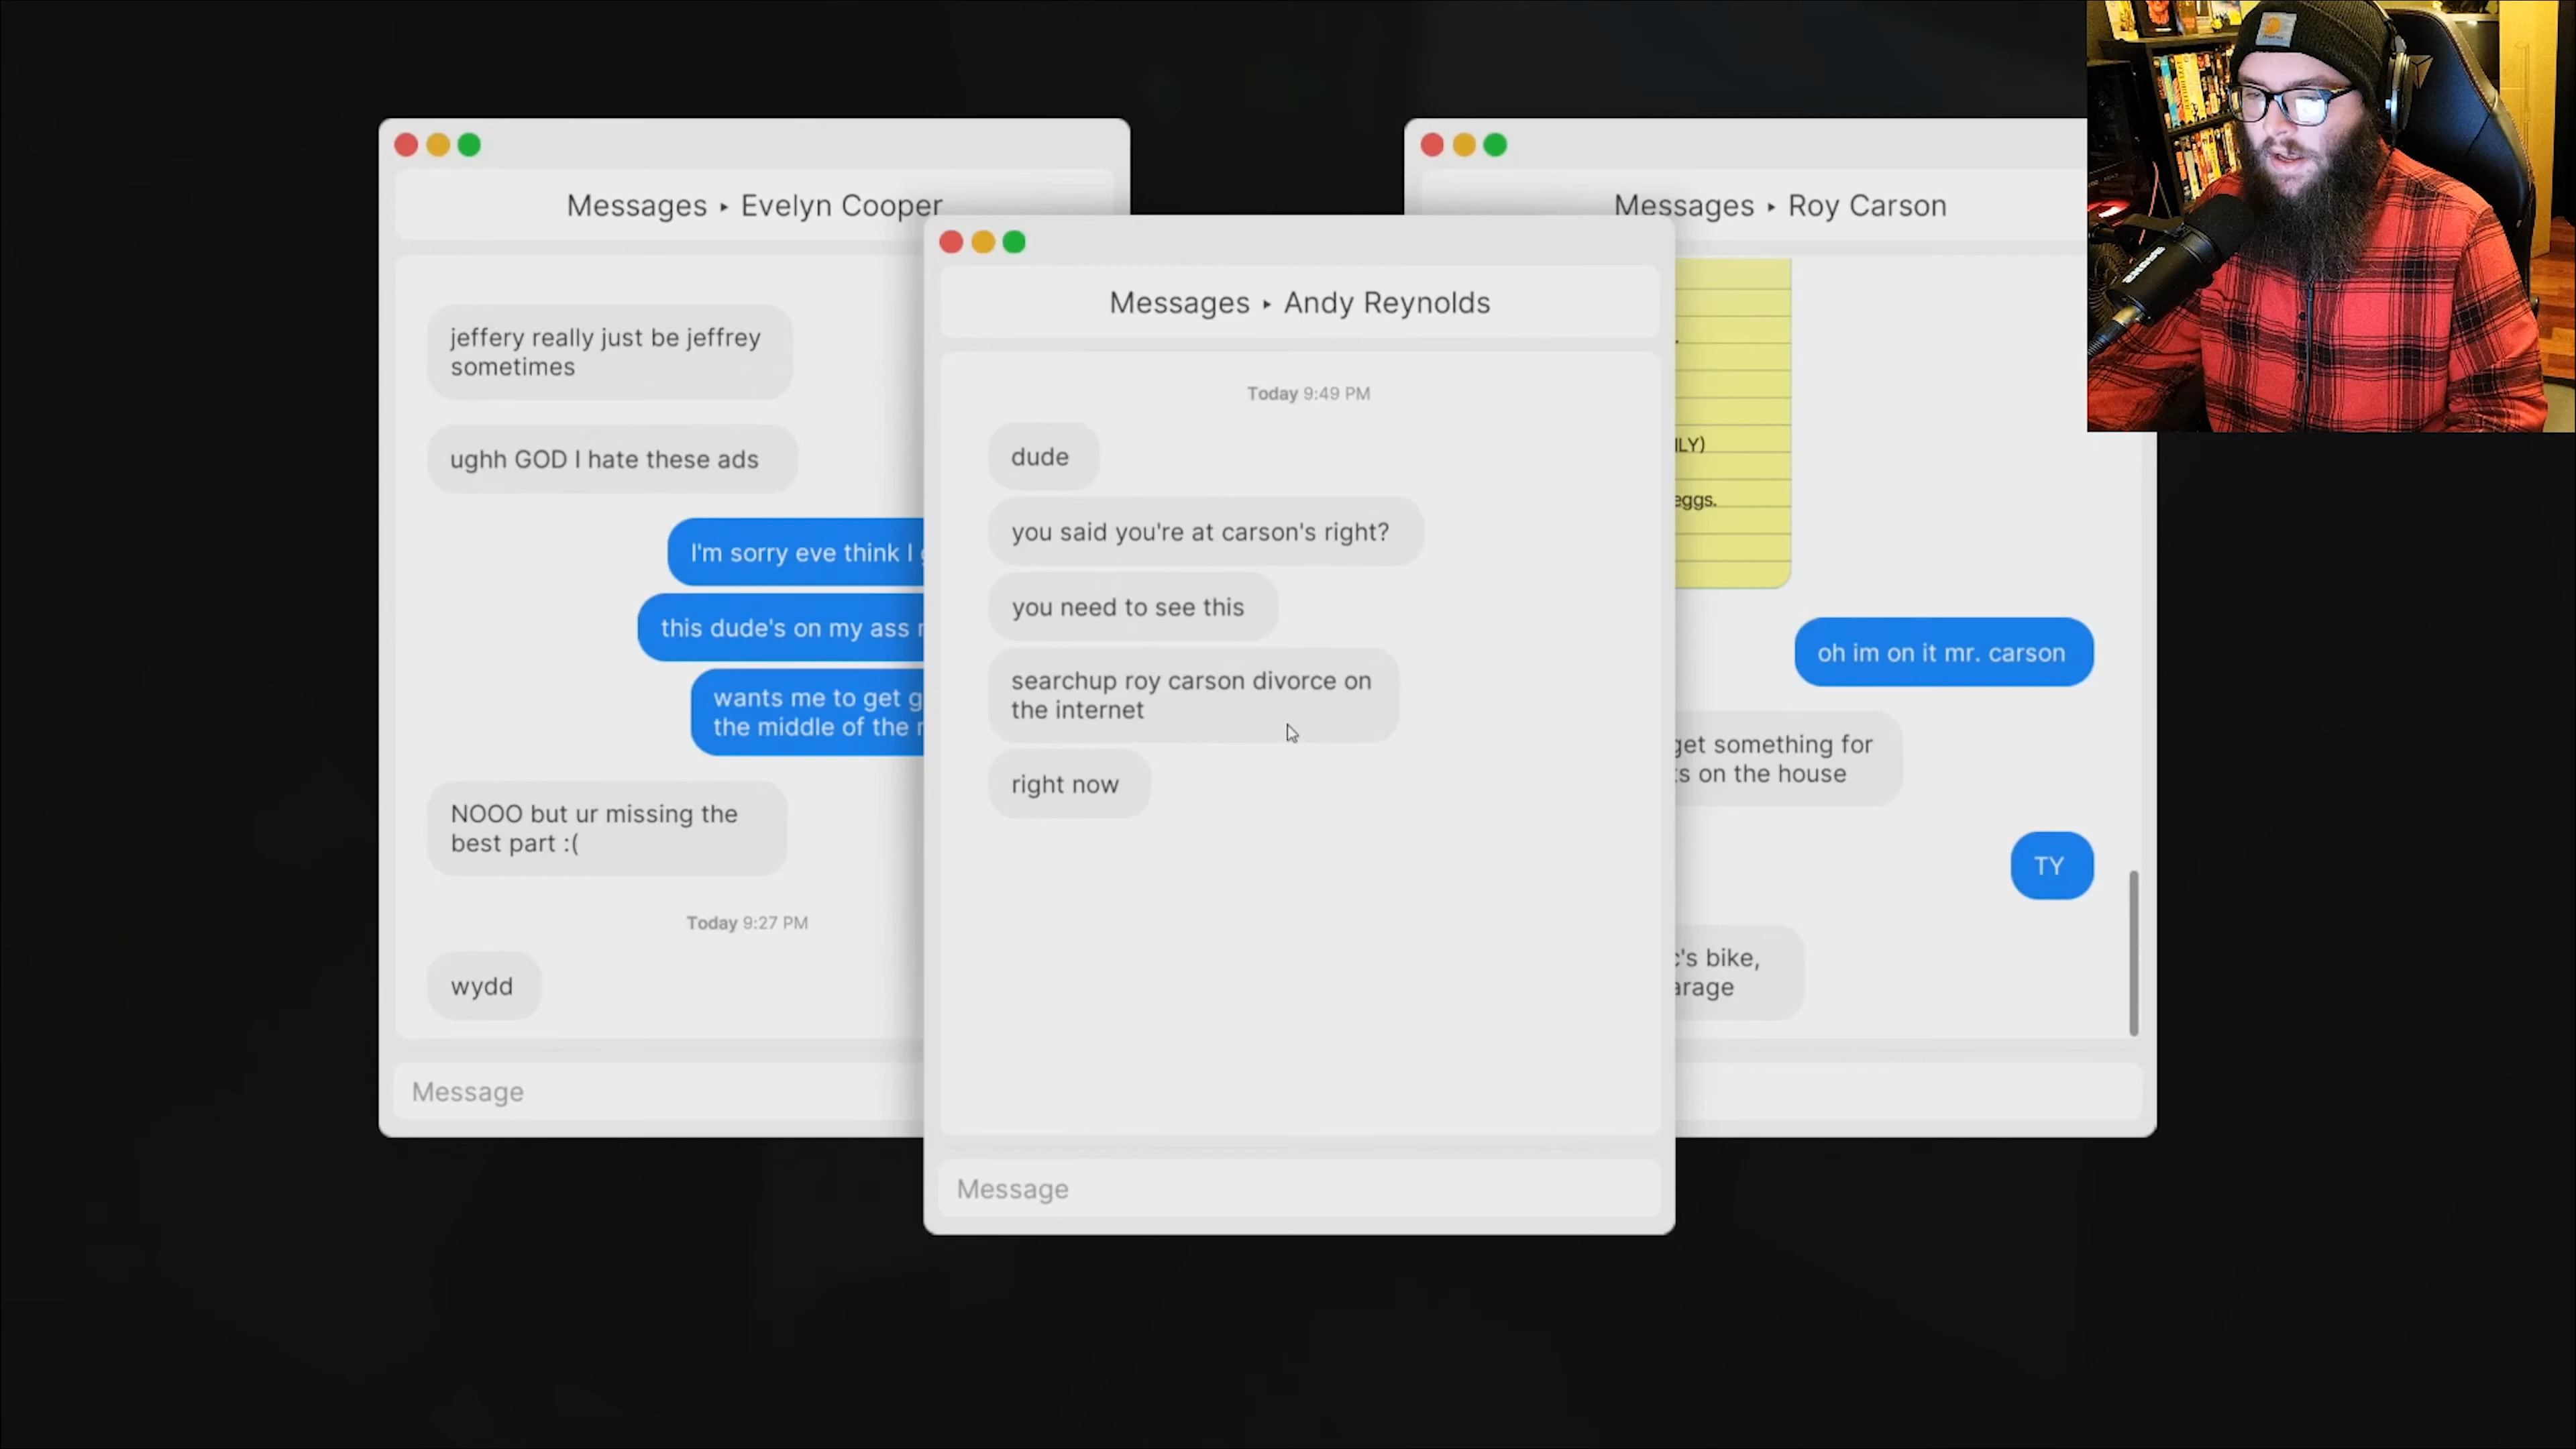 Messages ▸ Evelyn Cooper
jeffery really just be jeffrey
sometimes
ughh GOD I hate these ads
I'm sorry eve think I
this dude's on my ass
wants me to get
the middle of the
NOOO but ur missing the
best part :(
Today 9:27 PM
wydd
Message
Messages ▸ Andy Reynolds
Today 9:49 PM
dude
you said you're at carson's right?
you need to see this
searchup roy carson divorce on
the internet
right now
Message
Messages ▸ Roy Carson
eggs.
oh im on it mr. carson
get something for
on the house
TY
bike,